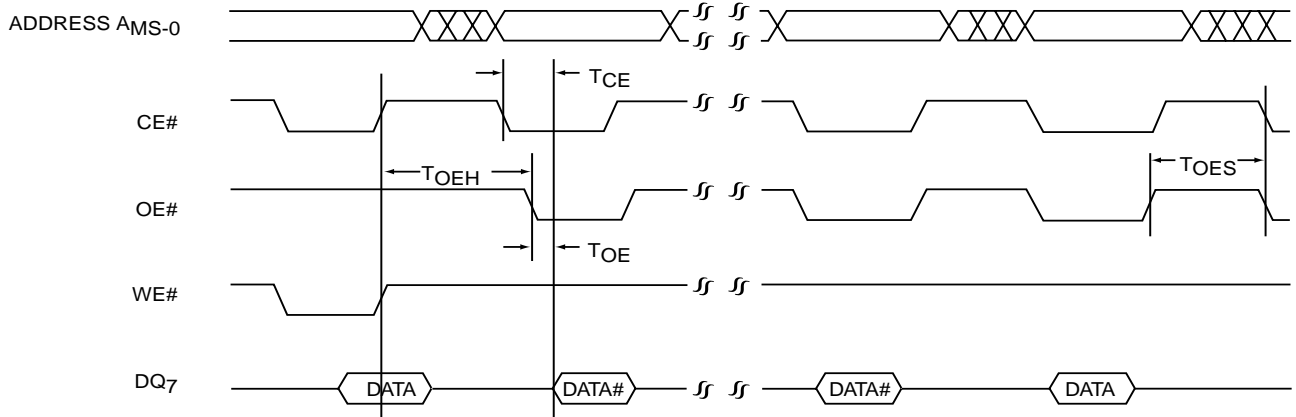 ADDRESS AMS-0
TCE
CE#
TOEH
TOES
OE#
TOE
WE#
DQ7
DATA
DATA#
DATA#
DATA